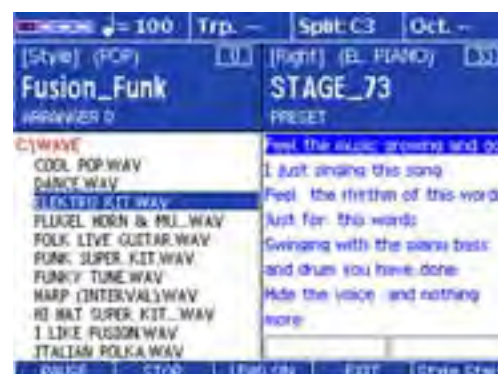 = 100 Trp. -- Split: C3 Oct. --
[Style] (POP) [Right] (EL. PIANO)
Fusion_Funk STAGE_73
ARRANGER 0 PRESET
C:\WAVE
COOL POP.WAV
DANCE.WAV
ELEKTRO KIT.WAV
FLUGEL HORN & MU_.WAV
FOLK LIVE GUITAR.WAV
FUNK SUPER KIT.WAV
FUNKY TUNE.WAV
HARP (INTERVAL).WAV
HI HAT SUPER KIT_.WAV
I LIKE FUSION.WAV
ITALIAN POLKA.WAV
Feel the music growing and go
I just singing this song
Feel the rhythm of this word
Just for this words
Swinging with the piano bass
and drum you have done
Hide the voice and nothing
more
PAUSE STOP EXIT